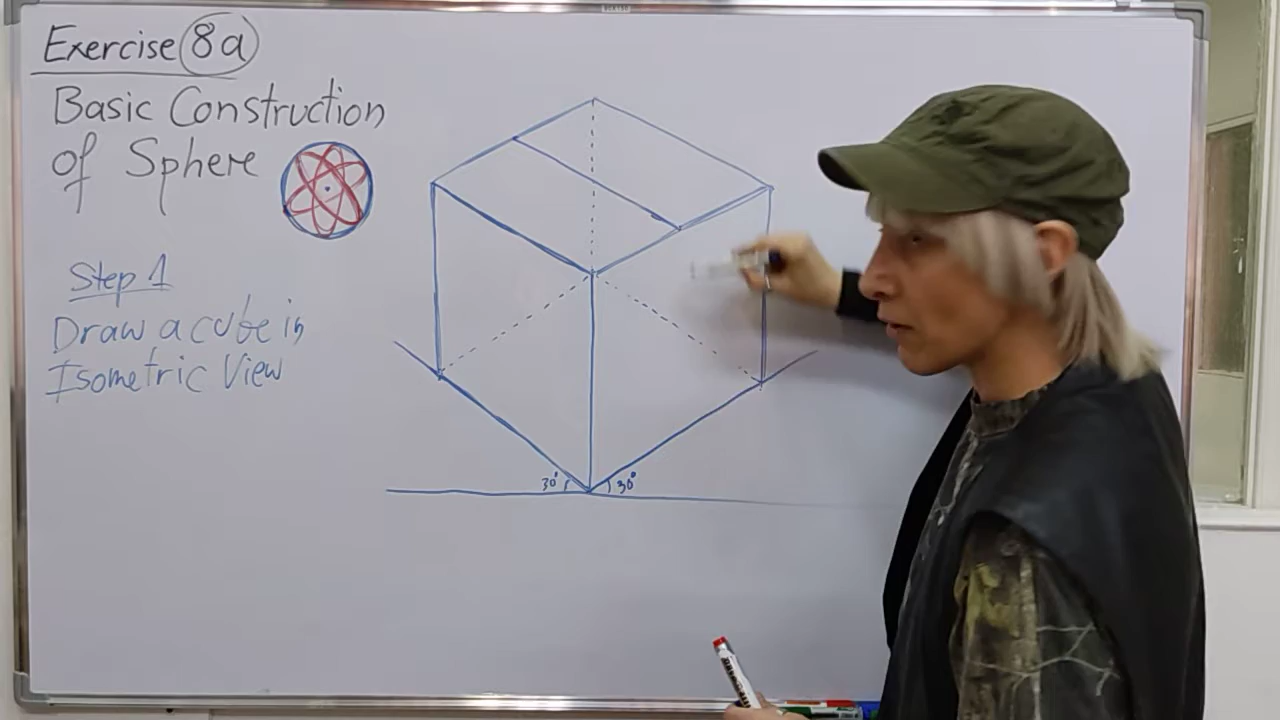 Exercise 8a
Basic Construction
of Sphere
Step 1
Draw a cube in
Isometric View
30° 30°